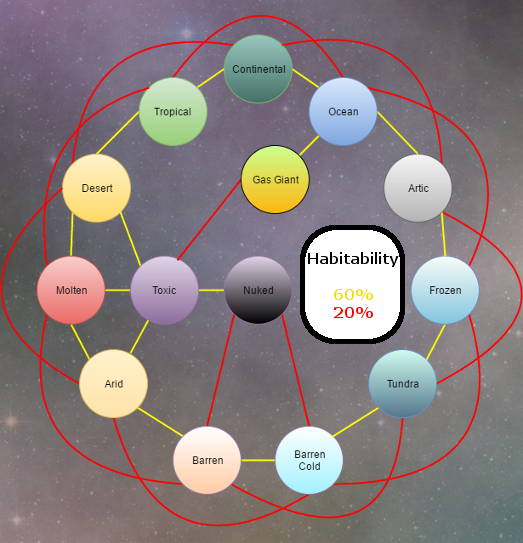 Continental
Tropical
Ocean
Gas Giant
Desert
Artic
Habitability
60%
20%
Molten
Toxic
Nuked
Frozen
Arid
Tundra
Barren
Barren
Cold